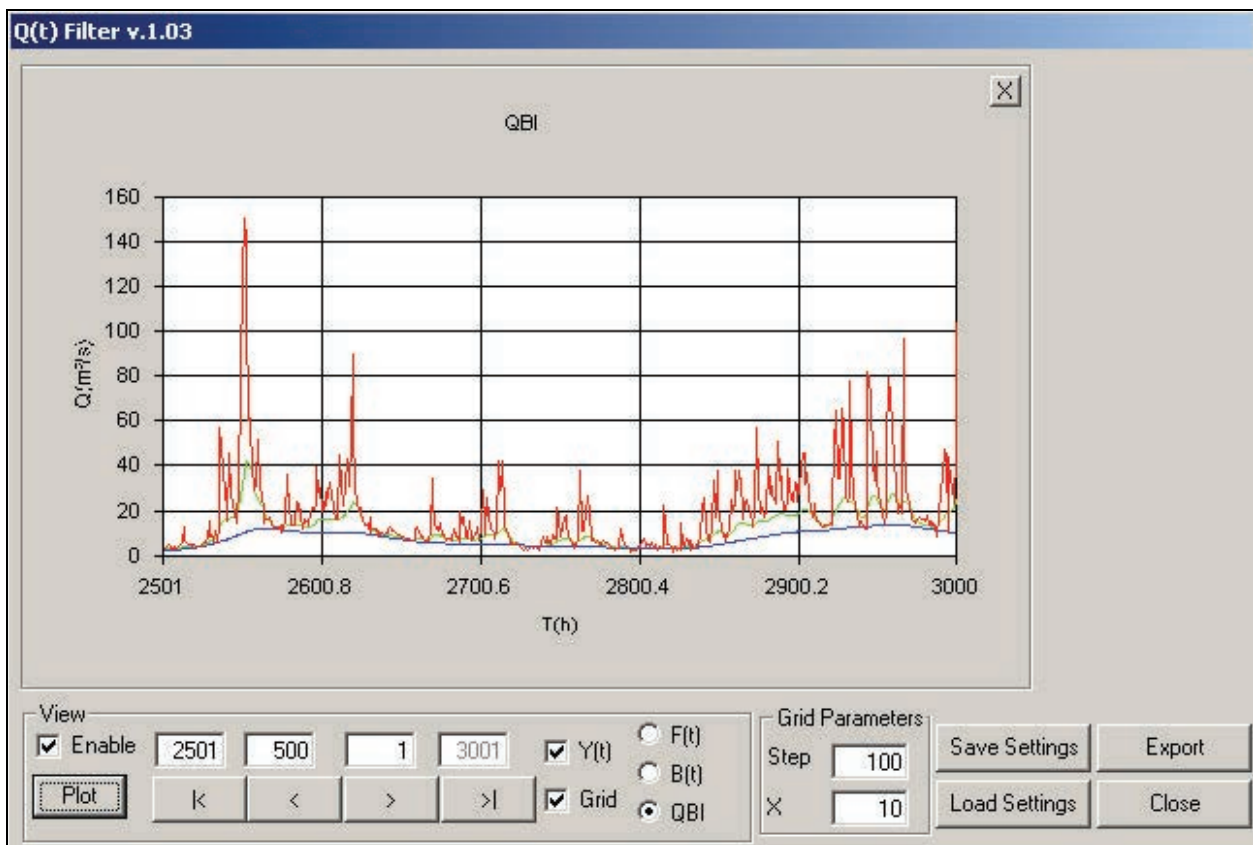 Q(t) Filter v.1.03
X
QBI
160
140
120
100
80
60
40
20
0
Q(m³/s)
2501 2600.8 2700.6 2800.4 2900.2 3000
T(h)
View
Enable 2501 500 1 3001 Y(t) F(t)
B(t)
Plot |< < > >| Grid QBI
Grid Parameters
Step 100
X 10
Save Settings Export
Load Settings Close